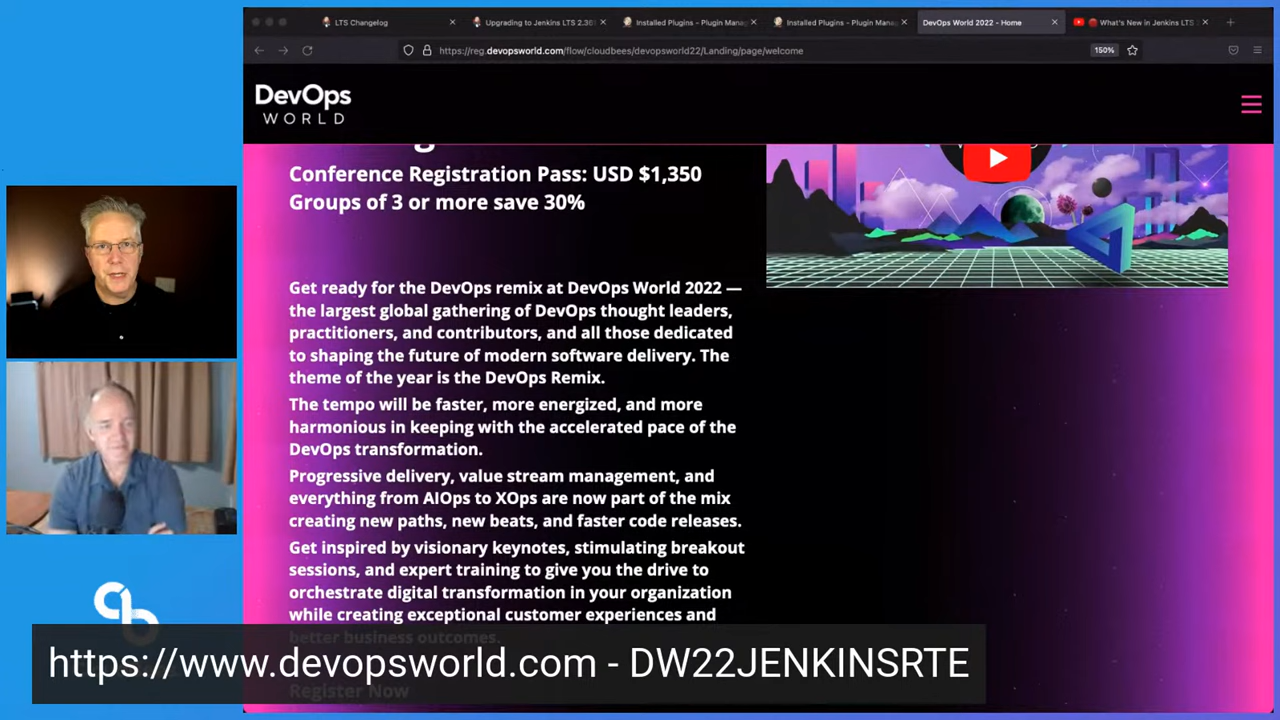 LTS Changelog
Upgrading to Jenkins LTS 2.361
Installed Plugins - Plugin Mana
Installed Plugins - Plugin Mana
DevOps World 2022 - Home
What's New in Jenkins LTS
https://reg.devopsworld.com/flow/cloudbees/devopsworld22/Landing/page/welcome
150%
DevOps
WORLD
Conference Registration Pass: USD $1,350
Groups of 3 or more save 30%
Get ready for the DevOps remix at DevOps World 2022 —
the largest global gathering of DevOps thought leaders,
practitioners, and contributors, and all those dedicated
to shaping the future of modern software delivery. The
theme of the year is the DevOps Remix.
The tempo will be faster, more energized, and more
harmonious in keeping with the accelerated pace of the
DevOps transformation.
Progressive delivery, value stream management, and
everything from AIOps to XOps are now part of the mix
creating new paths, new beats, and faster code releases.
Get inspired by visionary keynotes, stimulating breakout
sessions, and expert training to give you the drive to
orchestrate digital transformation in your organization
while creating exceptional customer experiences and
better business outcomes.
https://www.devopsworld.com - DW22JENKINSRTE
Register Now